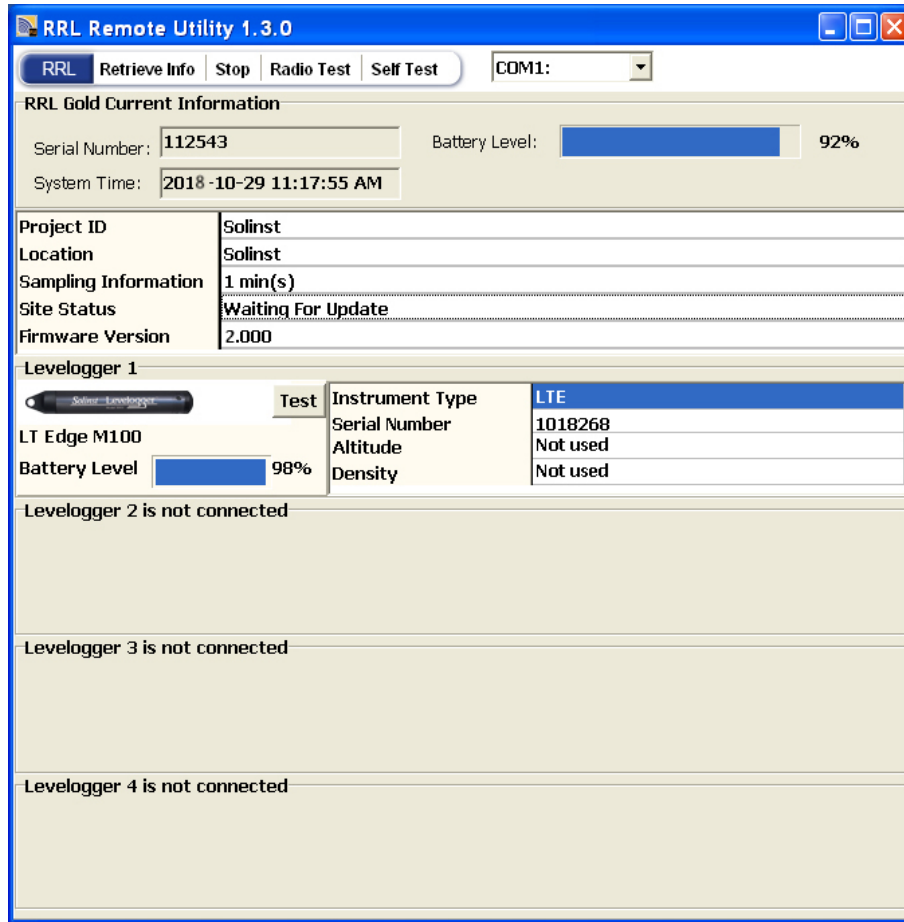 RRL Remote Utility 1.3.0
RRL Retrieve Info Stop Radio Test Self Test COM1:
RRL Gold Current Information
Serial Number: 112543 Battery Level: 92%
System Time: 2018-10-29 11:17:55 AM
Project ID Solinst
Location Solinst
Sampling Information 1 min(s)
Site Status Waiting For Update
Firmware Version 2.000
Levelogger 1
Solinst Levelogger Test Instrument Type LTE
Serial Number 1018268
LT Edge M100 Altitude Not used
Battery Level 98% Density Not used
Levelogger 2 is not connected
Levelogger 3 is not connected
Levelogger 4 is not connected